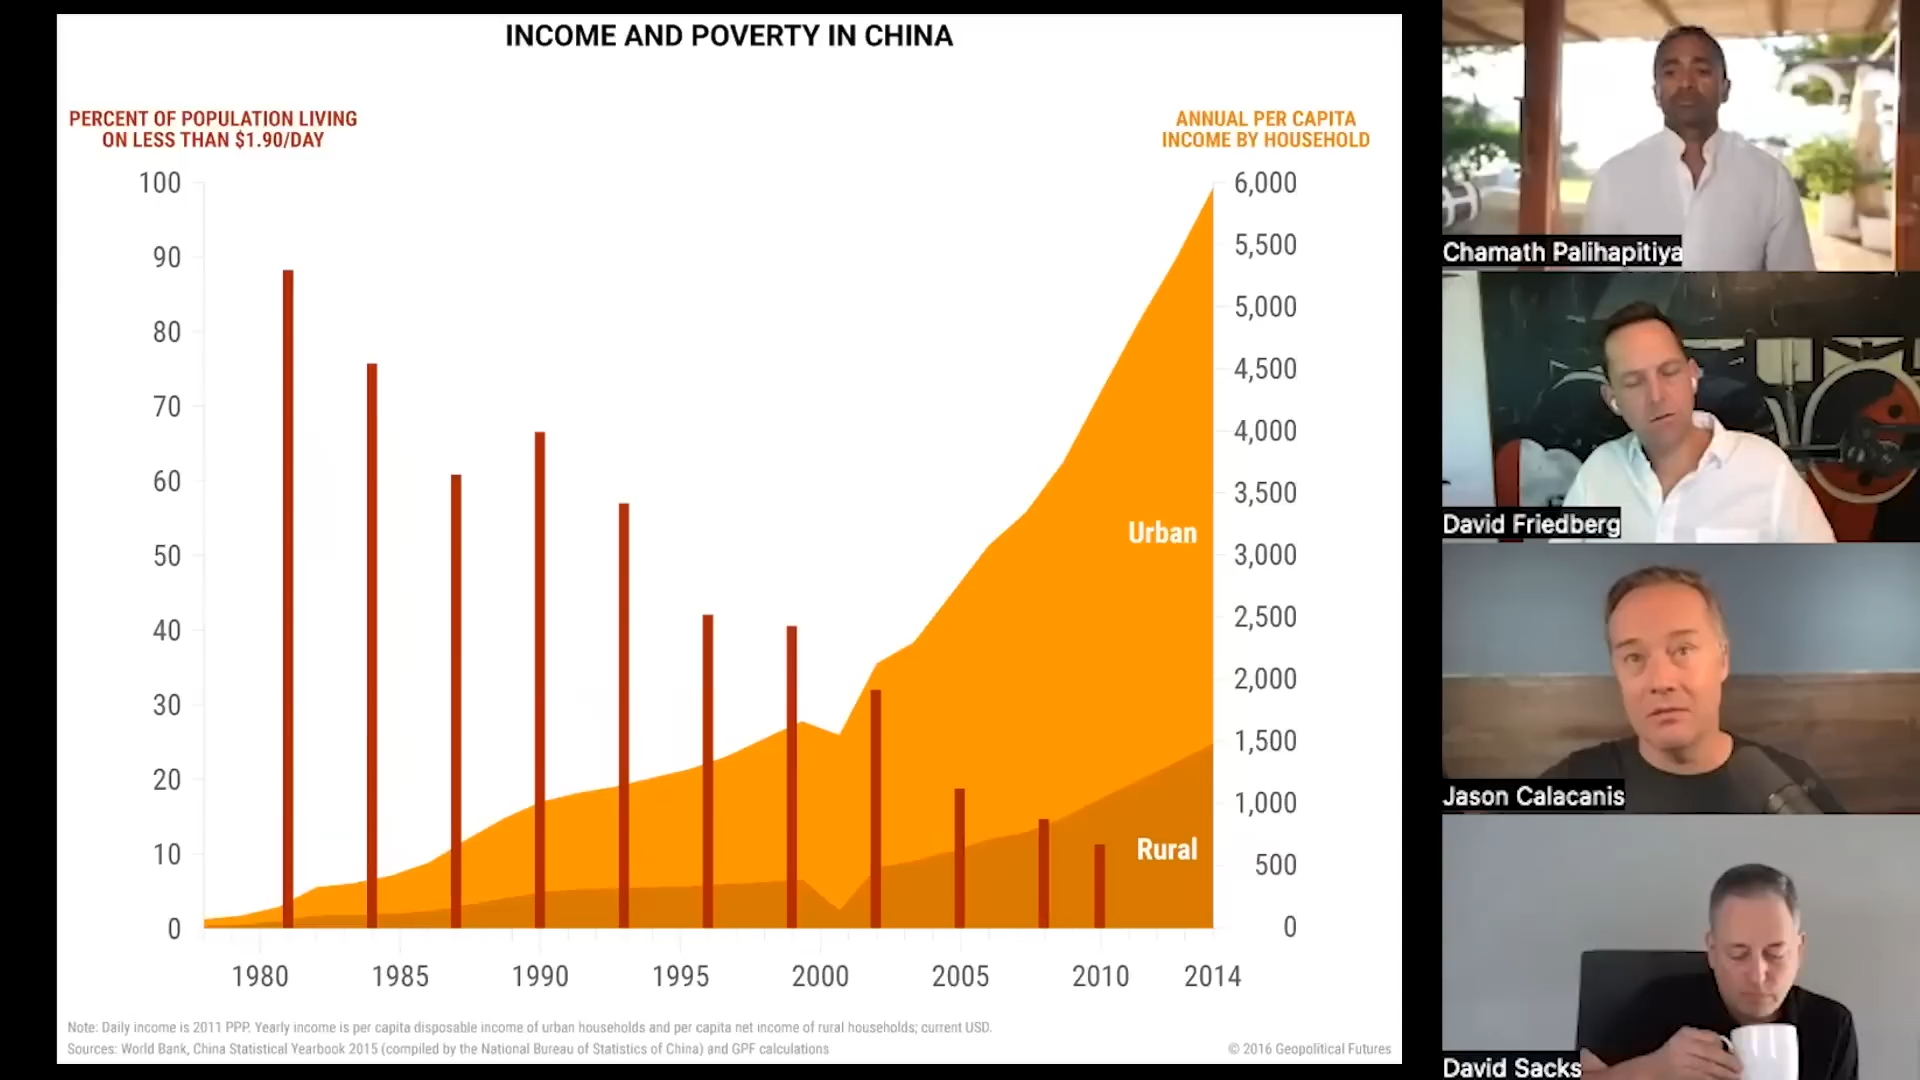 INCOME AND POVERTY IN CHINA
PERCENT OF POPULATION LIVING
ON LESS THAN $1.90/DAY
ANNUAL PER CAPITA
INCOME BY HOUSEHOLD
100
90
80
70
60
50
40
30
20
10
0
6,000
5,500
5,000
4,500
4,000
3,500
3,000
2,500
2,000
1,500
1,000
500
0
Urban
Rural
1980 1985 1990 1995 2000 2005 2010 2014
Note: Daily income is 2011 PPP. Yearly income is per capita disposable income of urban households and per capita net income of rural households; current USD.
Sources: World Bank, China Statistical Yearbook 2015 (compiled by the National Bureau of Statistics of China) and GPF calculations
© 2016 Geopolitical Futures
Chamath Palihapitiya
David Friedberg
Jason Calacanis
David Sacks